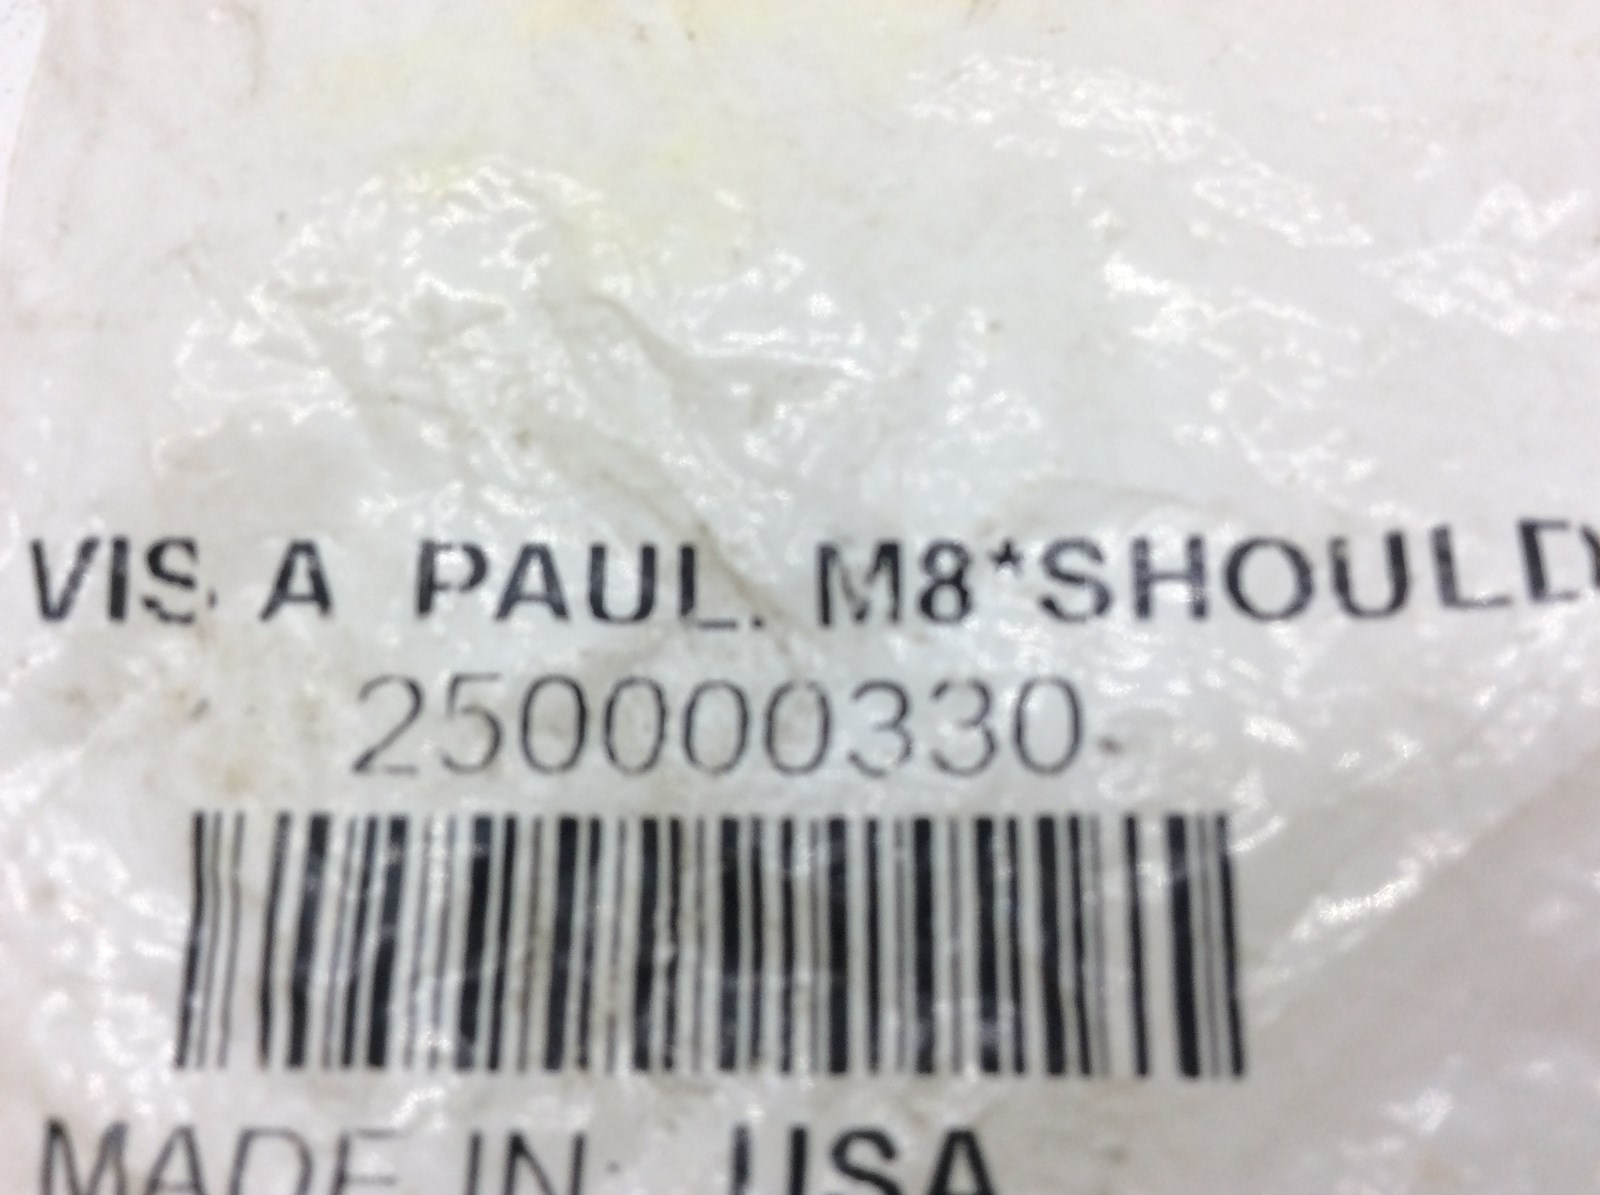 VIS A PAUL. M8*SHOULD
250000330
MADE IN USA